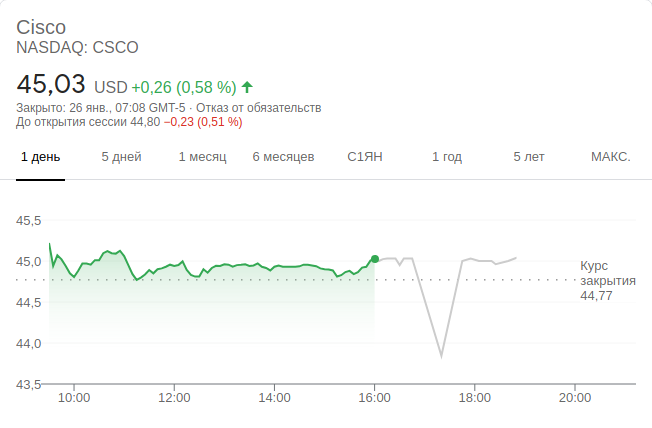 Cisco
NASDAQ: CSCO
45,03 USD +0,26 (0,58 %)
Закрыто: 26 янв., 07:08 GMT-5 · Отказ от обязательств
До открытия сессии 44,80 −0,23 (0,51 %)
1 день 5 дней 1 месяц 6 месяцев С1ЯН 1 год 5 лет МАКС.
45,5
45,0
44,5
44,0
43,5
Курс
закрытия
44,77
10:00 12:00 14:00 16:00 18:00 20:00